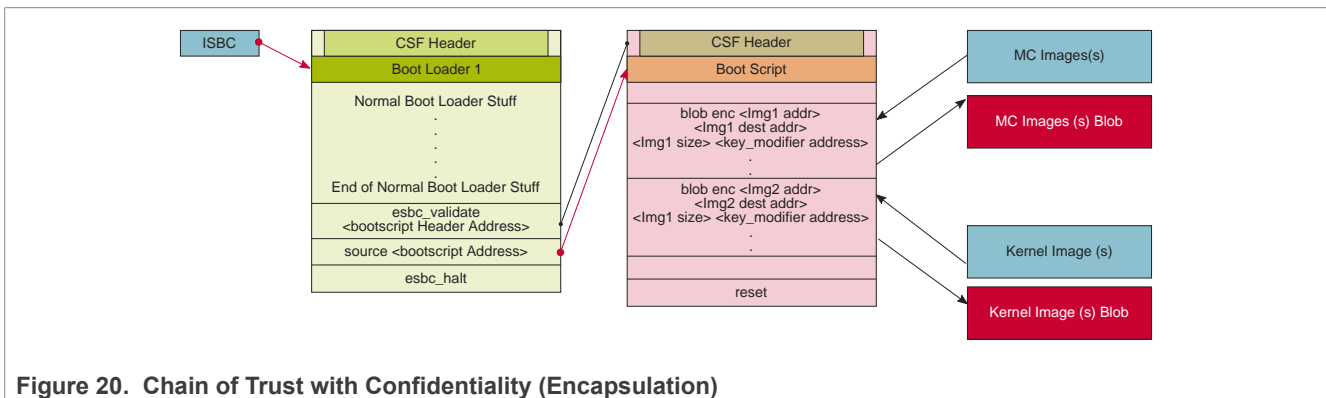 ISBC
CSF Header
Boot Loader 1
Normal Boot Loader Stuff
.
.
.
.
End of Normal Boot Loader Stuff
esbc_validate
<bootscript Header Address>
source <bootscript Address>
esbc_halt
CSF Header
Boot Script
blob enc <Img1 addr>
<Img1 dest addr>
<Img1 size> <key_modifier address>
.
.
blob enc <Img2 addr>
<Img2 dest addr>
<Img1 size> <key_modifier address>
.
.
reset
MC Images(s)
MC Images (s) Blob
Kernel Image (s)
Kernel Image (s) Blob
Figure 20. Chain of Trust with Confidentiality (Encapsulation)